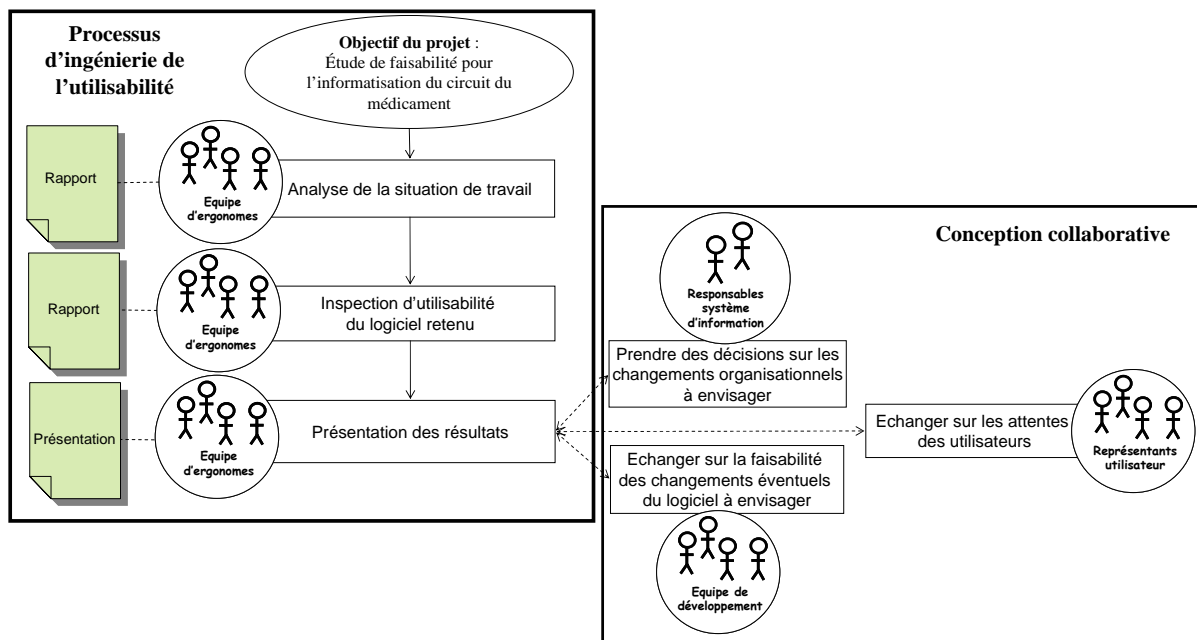 Processus
d'ingénierie de
l'utilisabilité
Objectif du projet :
Étude de faisabilité pour
l'informatisation du circuit du
médicament
Rapport
Equipe
d'ergonomes
Analyse de la situation de travail
Rapport
Equipe
d'ergonomes
Inspection d'utilisabilité
du logiciel retenu
Présentation
Equipe
d'ergonomes
Présentation des résultats
Conception collaborative
Responsables
système
d'information
Prendre des décisions sur les
changements organisationnels
à envisager
Echanger sur les attentes
des utilisateurs
Représentants
utilisateur
Echanger sur la faisabilité
des changements éventuels
du logiciel à envisager
Equipe de
développement